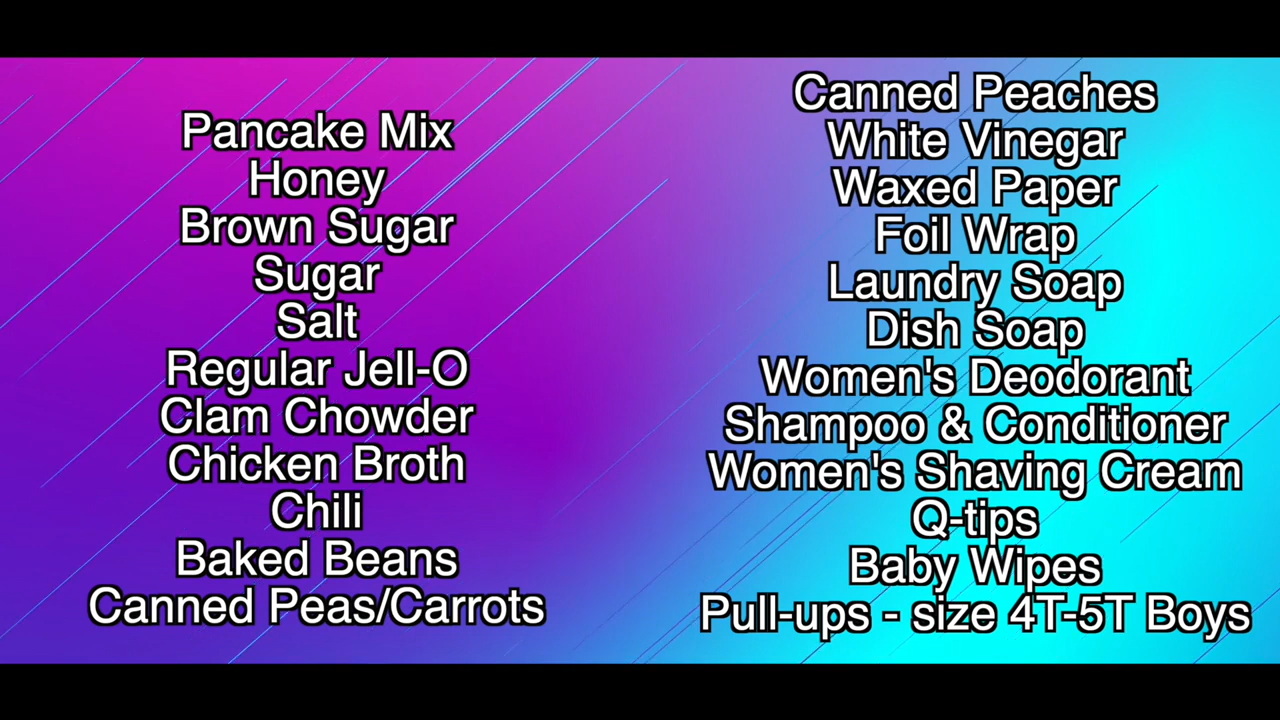 Pancake Mix
Honey
Brown Sugar
Sugar
Salt
Regular Jell-O
Clam Chowder
Chicken Broth
Chili
Baked Beans
Canned Peas/Carrots
Canned Peaches
White Vinegar
Waxed Paper
Foil Wrap
Laundry Soap
Dish Soap
Women's Deodorant
Shampoo & Conditioner
Women's Shaving Cream
Q-tips
Baby Wipes
Pull-ups - size 4T-5T Boys